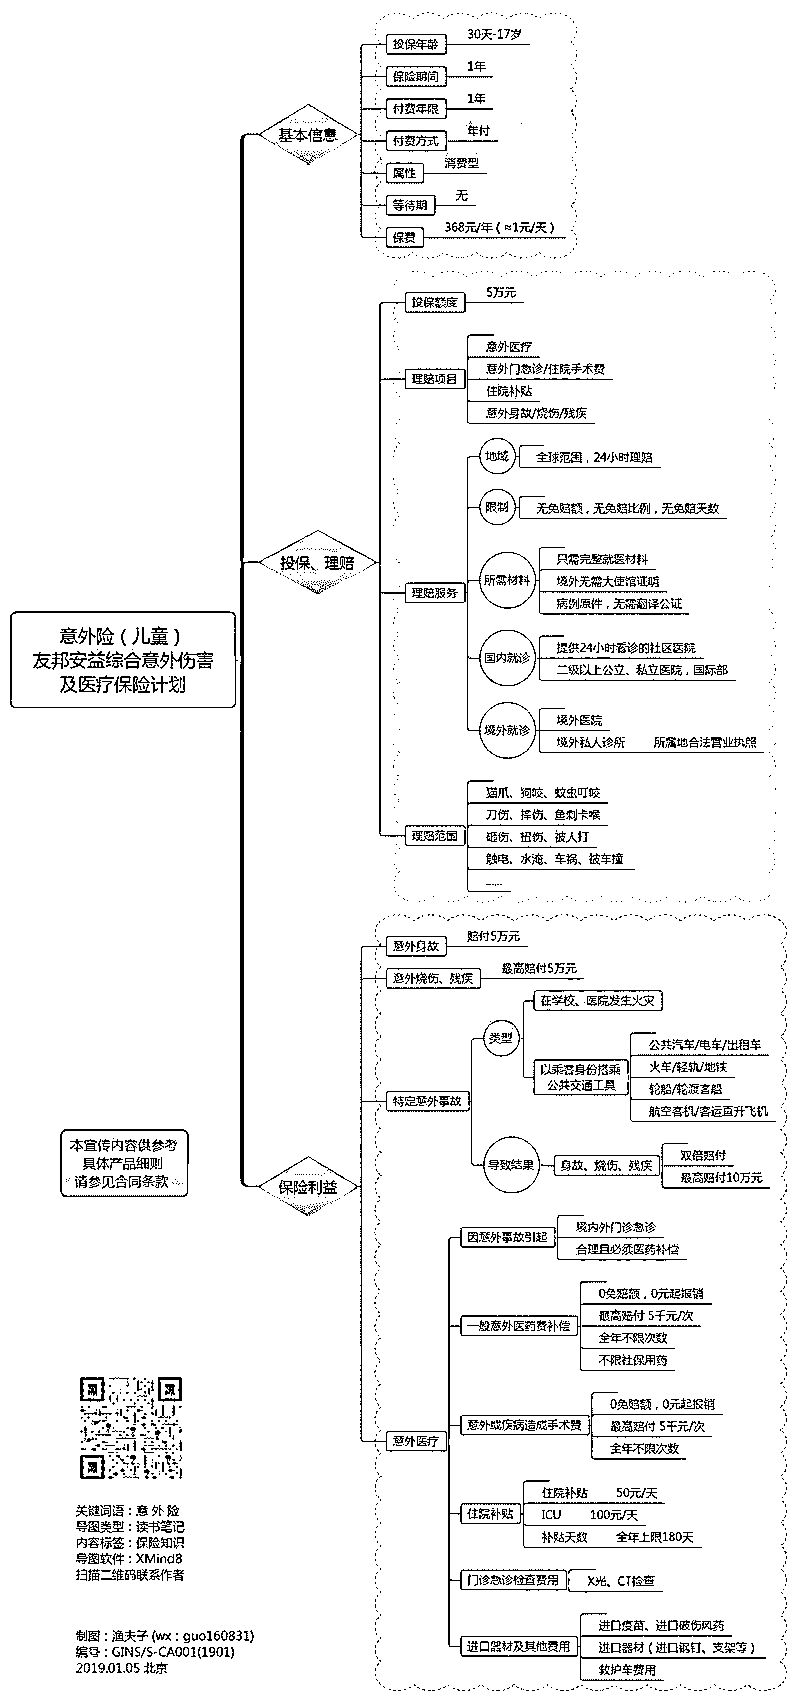 意外险（儿童）
友邦安益综合意外伤害
及医疗保险计划
基本信息
投保年龄
30天-17岁
保险期间
1年
付费年限
1年
付费方式
年付
属性
消费型
等待期
无
保费
368元/年（≈1元/天）
投保、理赔
投保额度
5万元
理赔项目
意外医疗
意外门急诊/住院手术费
住院补贴
意外身故/烧伤/残疾
理赔服务
地域
全球范围，24小时理赔
限制
无免赔额，无免赔比例，无免赔天数
所需材料
只需完整就医材料
境外无需大使馆证明
病例原件，无需翻译公证
国内就诊
提供24小时看诊的社区医院
二级以上公立、私立医院，国际部
境外就诊
境外医院
境外私人诊所 所属地合法营业执照
理赔范围
猫爪、狗咬、蚊虫叮咬
刀伤、摔伤、鱼刺卡喉
砸伤、扭伤、被人打
触电、水淹、车祸、被车撞
......
保险利益
意外身故
赔付5万元
意外烧伤、残疾
最高赔付5万元
特定意外事故
类型
在学校、医院发生火灾
以乘客身份搭乘
公共交通工具
公共汽车/电车/出租车
火车/轻轨/地铁
轮船/轮渡客船
航空客机/客运直升飞机
导致结果
身故、烧伤、残疾
双倍赔付
最高赔付10万元
意外医疗
因意外事故引起
境内外门诊急诊
合理且必须医药补偿
一般意外医药费补偿
0免赔额，0元起报销
最高赔付 5千元/次
全年不限次数
不限社保用药
意外或疾病造成手术费
0免赔额，0元起报销
最高赔付 5千元/次
全年不限次数
住院补贴
住院补贴 50元/天
ICU 100元/天
补贴天数 全年上限180天
门诊急诊检查费用
X光、CT检查
进口器材及其他费用
进口疫苗、进口破伤风药
进口器材（进口钢钉、支架等）
救护车费用
本宣传内容供参考
具体产品细则
请参见合同条款
关键词语：意 外 险
导图类型：读书笔记
内容标签：保险知识
导图软件：XMind8
扫描二维码联系作者
制图：渔夫子 (wx：guo160831)
编号：GINS/S-CA001(1901)
2019.01.05 北京